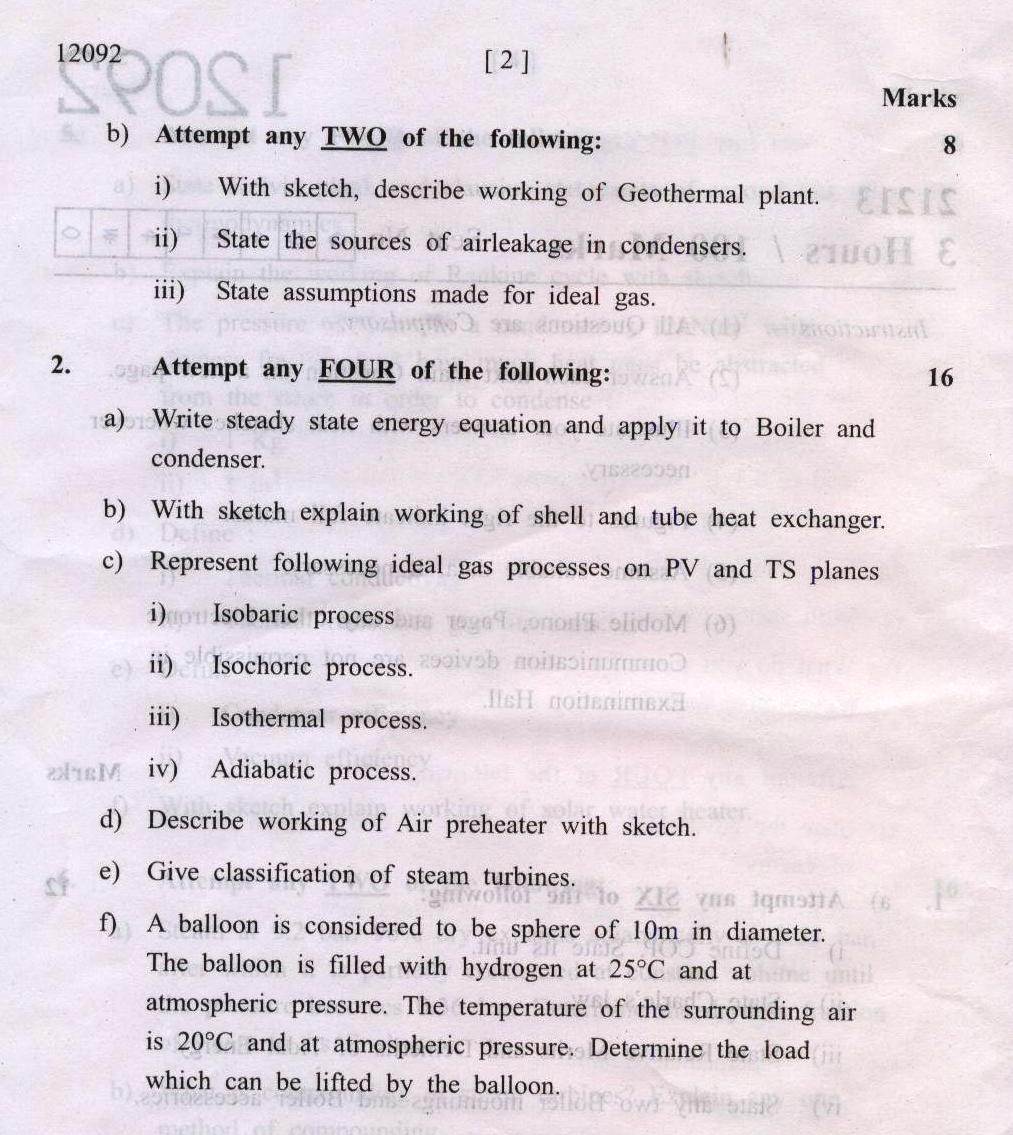 12092
[ 2 ]
Marks
b) Attempt any TWO of the following: 8
i) With sketch, describe working of Geothermal plant.
ii) State the sources of airleakage in condensers.
iii) State assumptions made for ideal gas.
2. Attempt any FOUR of the following: 16
a) Write steady state energy equation and apply it to Boiler and
condenser.
b) With sketch explain working of shell and tube heat exchanger.
c) Represent following ideal gas processes on PV and TS planes
i) Isobaric process
ii) Isochoric process.
iii) Isothermal process.
iv) Adiabatic process.
d) Describe working of Air preheater with sketch.
e) Give classification of steam turbines.
f) A balloon is considered to be sphere of 10m in diameter.
The balloon is filled with hydrogen at 25°C and at
atmospheric pressure. The temperature of the surrounding air
is 20°C and at atmospheric pressure. Determine the load
which can be lifted by the balloon.